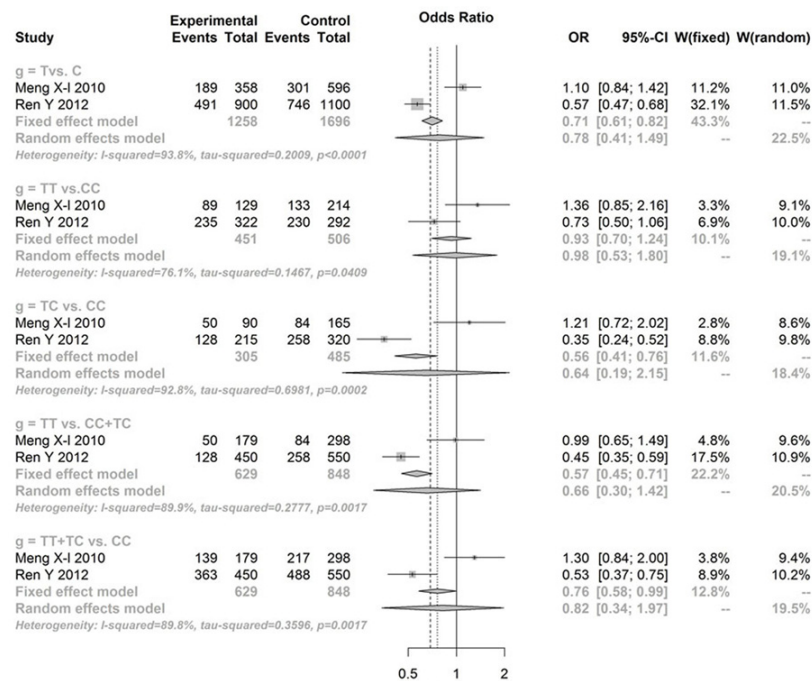 Experimental Control Odds Ratio
Study Events Total Events Total OR 95%-CI W(fixed) W(random)
g = Tvs. C
Meng X-l 2010 189 358 301 596 1.10 [0.84; 1.42] 11.2% 11.0%
Ren Y 2012 491 900 746 1100 0.57 [0.47; 0.68] 32.1% 11.5%
Fixed effect model 1258 1696 0.71 [0.61; 0.82] 43.3% --
Random effects model 0.78 [0.41; 1.49] -- 22.5%
Heterogeneity: I-squared=93.8%, tau-squared=0.2009, p<0.0001
g = TT vs.CC
Meng X-l 2010 89 129 133 214 1.36 [0.85; 2.16] 3.3% 9.1%
Ren Y 2012 235 322 230 292 0.73 [0.50; 1.06] 6.9% 10.0%
Fixed effect model 451 506 0.93 [0.70; 1.24] 10.1% --
Random effects model 0.98 [0.53; 1.80] -- 19.1%
Heterogeneity: I-squared=76.1%, tau-squared=0.1467, p=0.0409
g = TC vs. CC
Meng X-l 2010 50 90 84 165 1.21 [0.72; 2.02] 2.8% 8.6%
Ren Y 2012 128 215 258 320 0.35 [0.24; 0.52] 8.8% 9.8%
Fixed effect model 305 485 0.56 [0.41; 0.76] 11.6% --
Random effects model 0.64 [0.19; 2.15] -- 18.4%
Heterogeneity: I-squared=92.8%, tau-squared=0.6981, p=0.0002
g = TT vs. CC+TC
Meng X-l 2010 50 179 84 298 0.99 [0.65; 1.49] 4.8% 9.6%
Ren Y 2012 128 450 258 550 0.45 [0.35; 0.59] 17.5% 10.9%
Fixed effect model 629 848 0.57 [0.45; 0.71] 22.2% --
Random effects model 0.66 [0.30; 1.42] -- 20.5%
Heterogeneity: I-squared=89.9%, tau-squared=0.2777, p=0.0017
g = TT+TC vs. CC
Meng X-l 2010 139 179 217 298 1.30 [0.84; 2.00] 3.8% 9.4%
Ren Y 2012 363 450 488 550 0.53 [0.37; 0.75] 8.9% 10.2%
Fixed effect model 629 848 0.76 [0.58; 0.99] 12.8% --
Random effects model 0.82 [0.34; 1.97] -- 19.5%
Heterogeneity: I-squared=89.8%, tau-squared=0.3596, p=0.0017
0.5 1 2